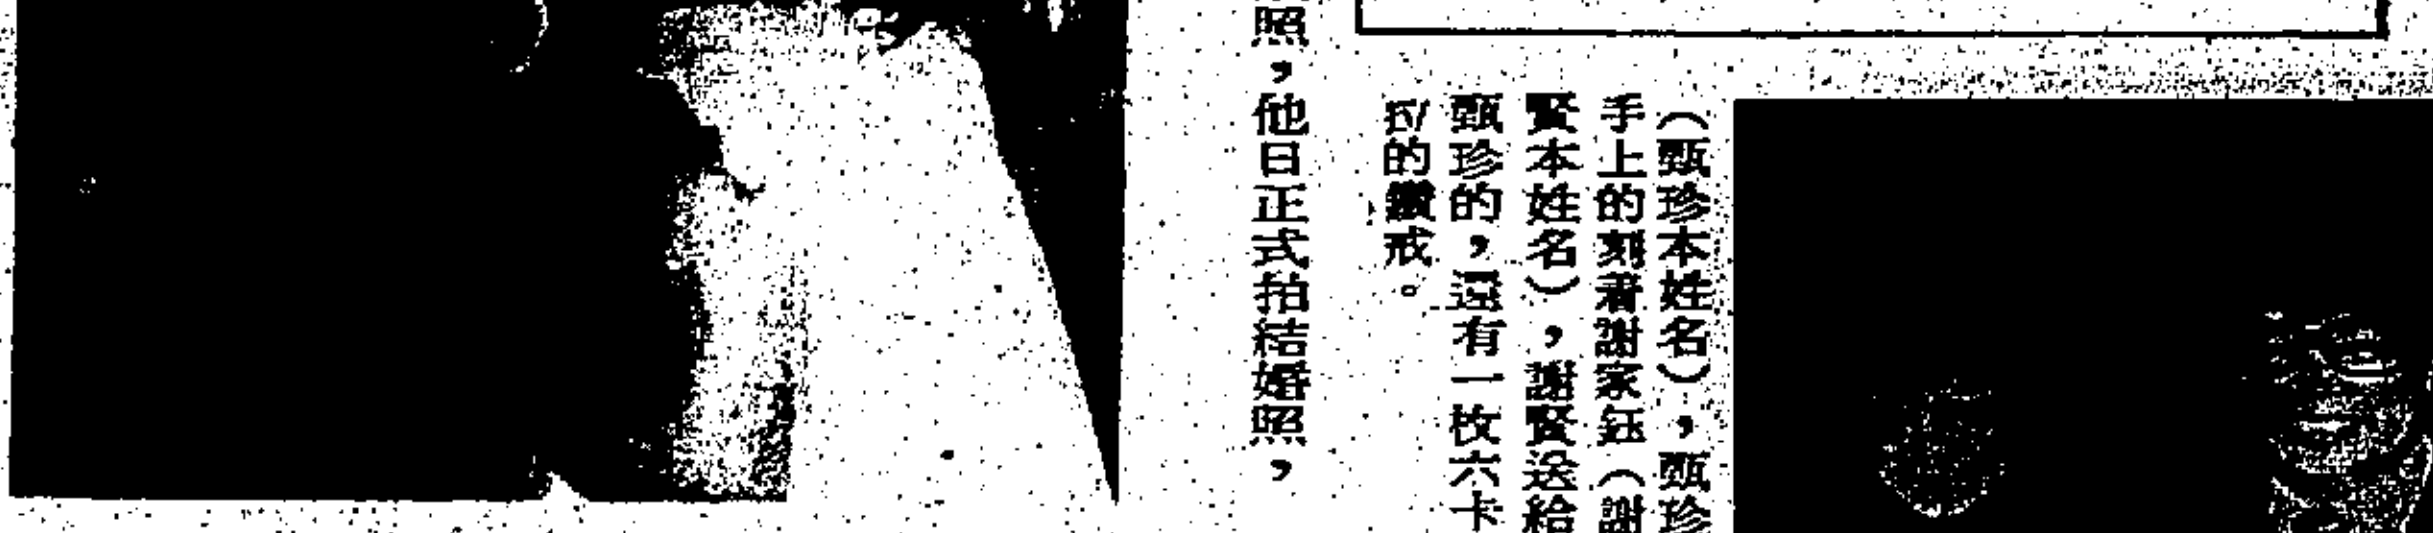 （甄珍本姓名），甄珍
手上的刻着謝家鈺（謝
賢本姓名），謝賢送給
甄珍的，還有一枚六卡
的鑽戒。
照，他日正式拍結婚照，